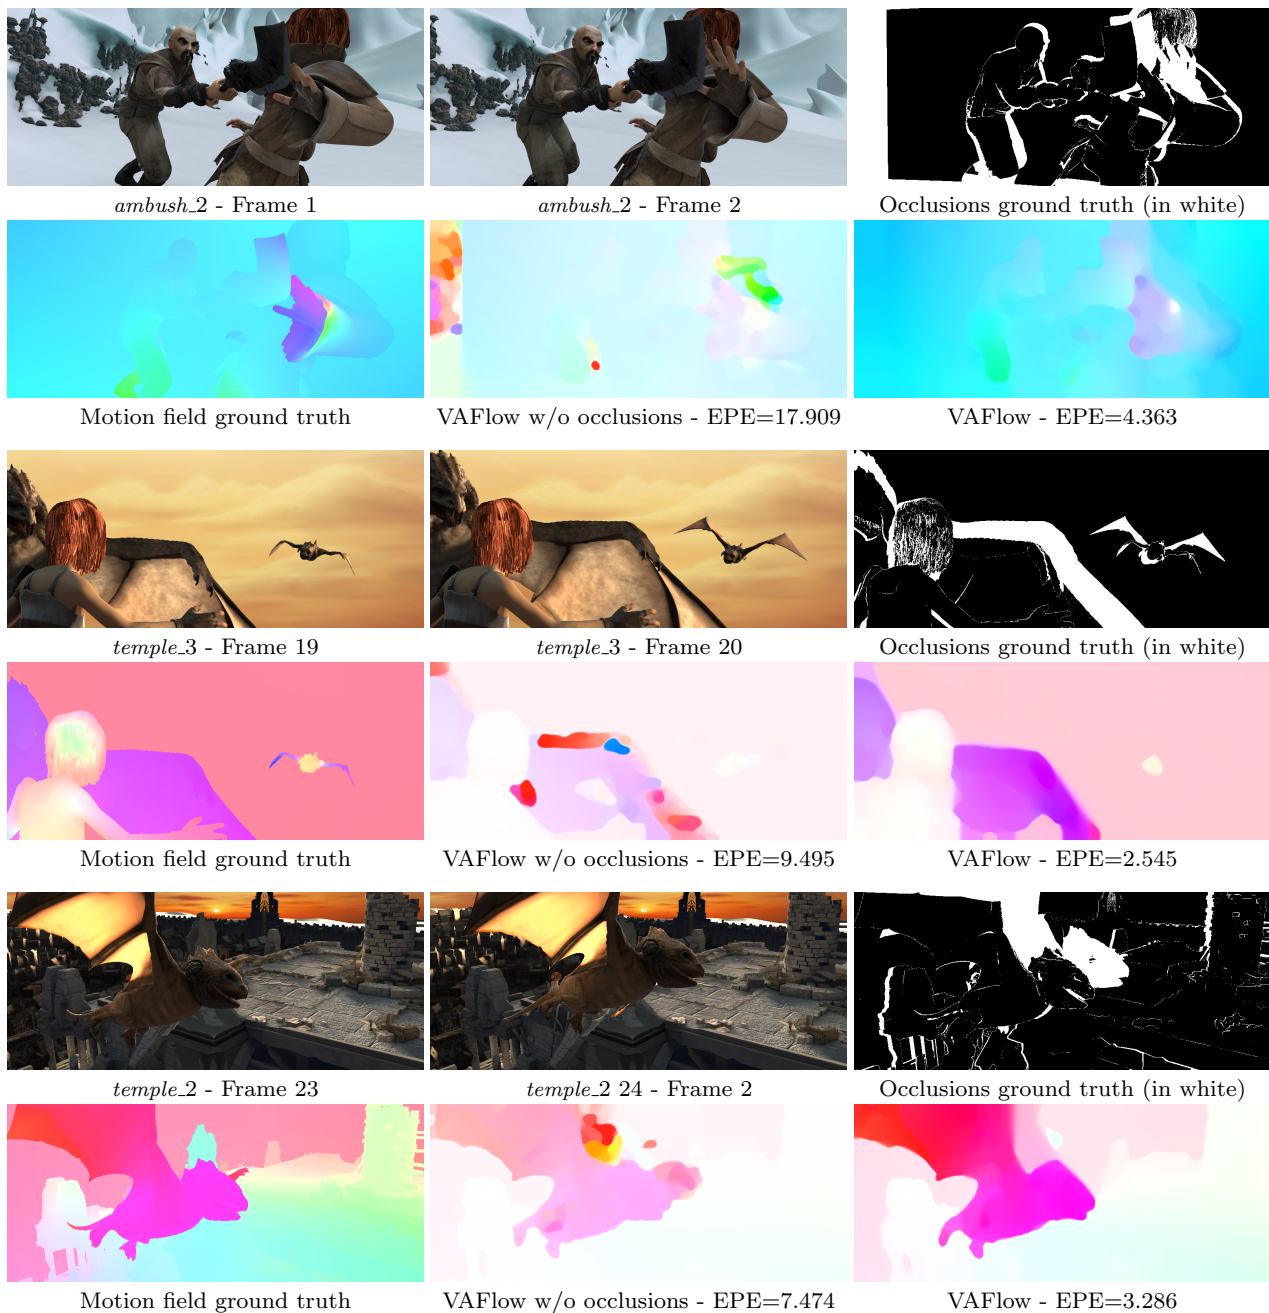 ambush_2 - Frame 1
ambush_2 - Frame 2
Occlusions ground truth (in white)
Motion field ground truth
VAFlow w/o occlusions - EPE=17.909
VAFlow - EPE=4.363
temple_3 - Frame 19
temple_3 - Frame 20
Occlusions ground truth (in white)
Motion field ground truth
VAFlow w/o occlusions - EPE=9.495
VAFlow - EPE=2.545
temple_2 - Frame 23
temple_2 24 - Frame 2
Occlusions ground truth (in white)
Motion field ground truth
VAFlow w/o occlusions - EPE=7.474
VAFlow - EPE=3.286